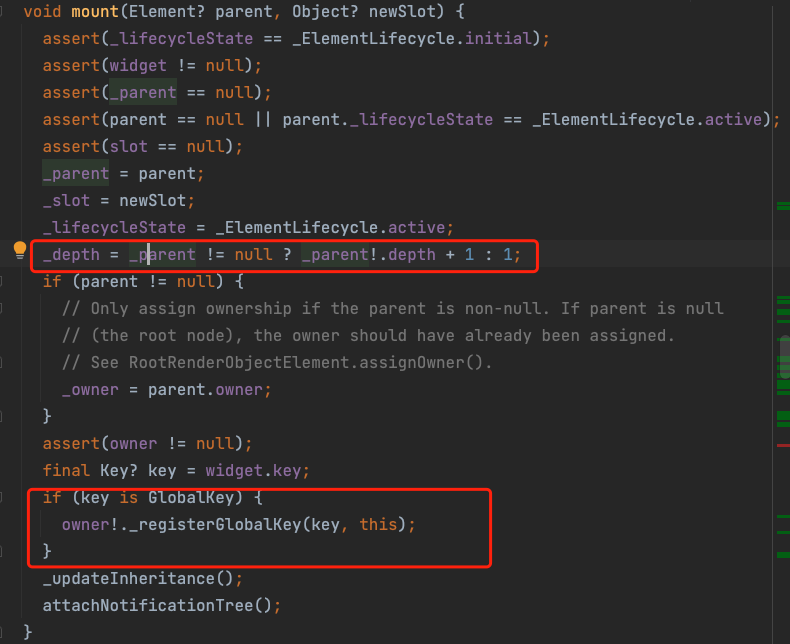 void mount(Element? parent, Object? newSlot) {
assert(_lifecycleState == _ElementLifecycle.initial);
assert(widget != null);
assert(_parent == null);
assert(parent == null || parent._lifecycleState == _ElementLifecycle.active);
assert(slot == null);
_parent = parent;
_slot = newSlot;
_lifecycleState = _ElementLifecycle.active;
_depth = _parent != null ? _parent!.depth + 1 : 1;
if (parent != null) {
// Only assign ownership if the parent is non-null. If parent is null
// (the root node), the owner should have already been assigned.
// See RootRenderObjectElement.assignOwner().
_owner = parent.owner;
}
assert(owner != null);
final Key? key = widget.key;
if (key is GlobalKey) {
owner!._registerGlobalKey(key, this);
}
_updateInheritance();
attachNotificationTree();
}